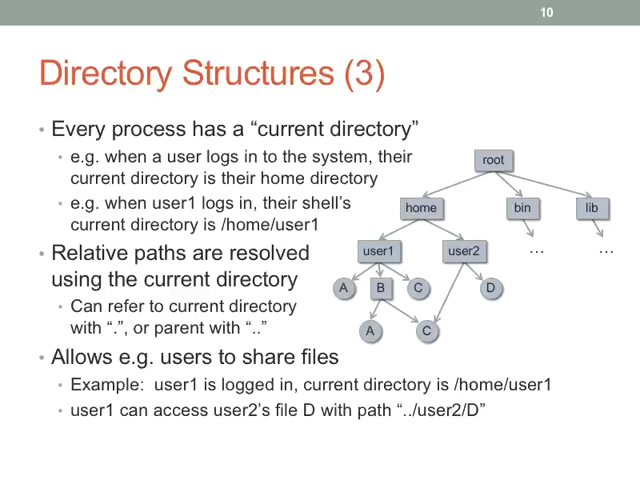 10
Directory Structures (3)
• Every process has a “current directory”
• e.g. when a user logs in to the system, their
current directory is their home directory
• e.g. when user1 logs in, their shell’s
current directory is /home/user1
• Relative paths are resolved
using the current directory
• Can refer to current directory
with “.”, or parent with “..”
• Allows e.g. users to share files
• Example:  user1 is logged in, current directory is /home/user1
• user1 can access user2’s file D with path “../user2/D”
root
home bin lib
user1 user2 … …
A B C D
A C